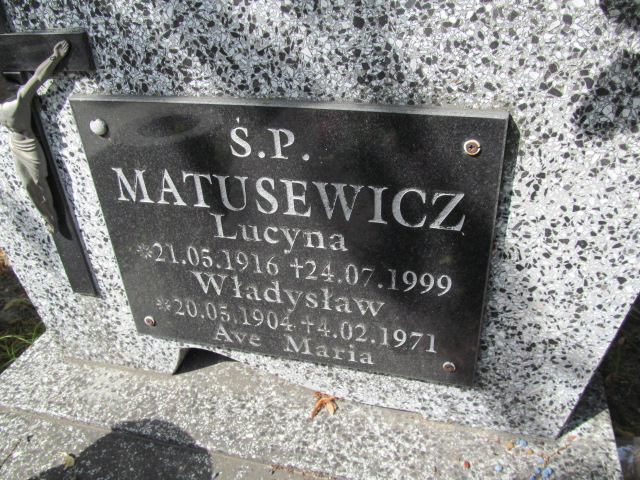 Ś.P.
MATUSEWICZ
Lucyna
*21.05.1916 +24.07.1999
Władysław
*20.05.1904 +4.02.1971
Ave Maria